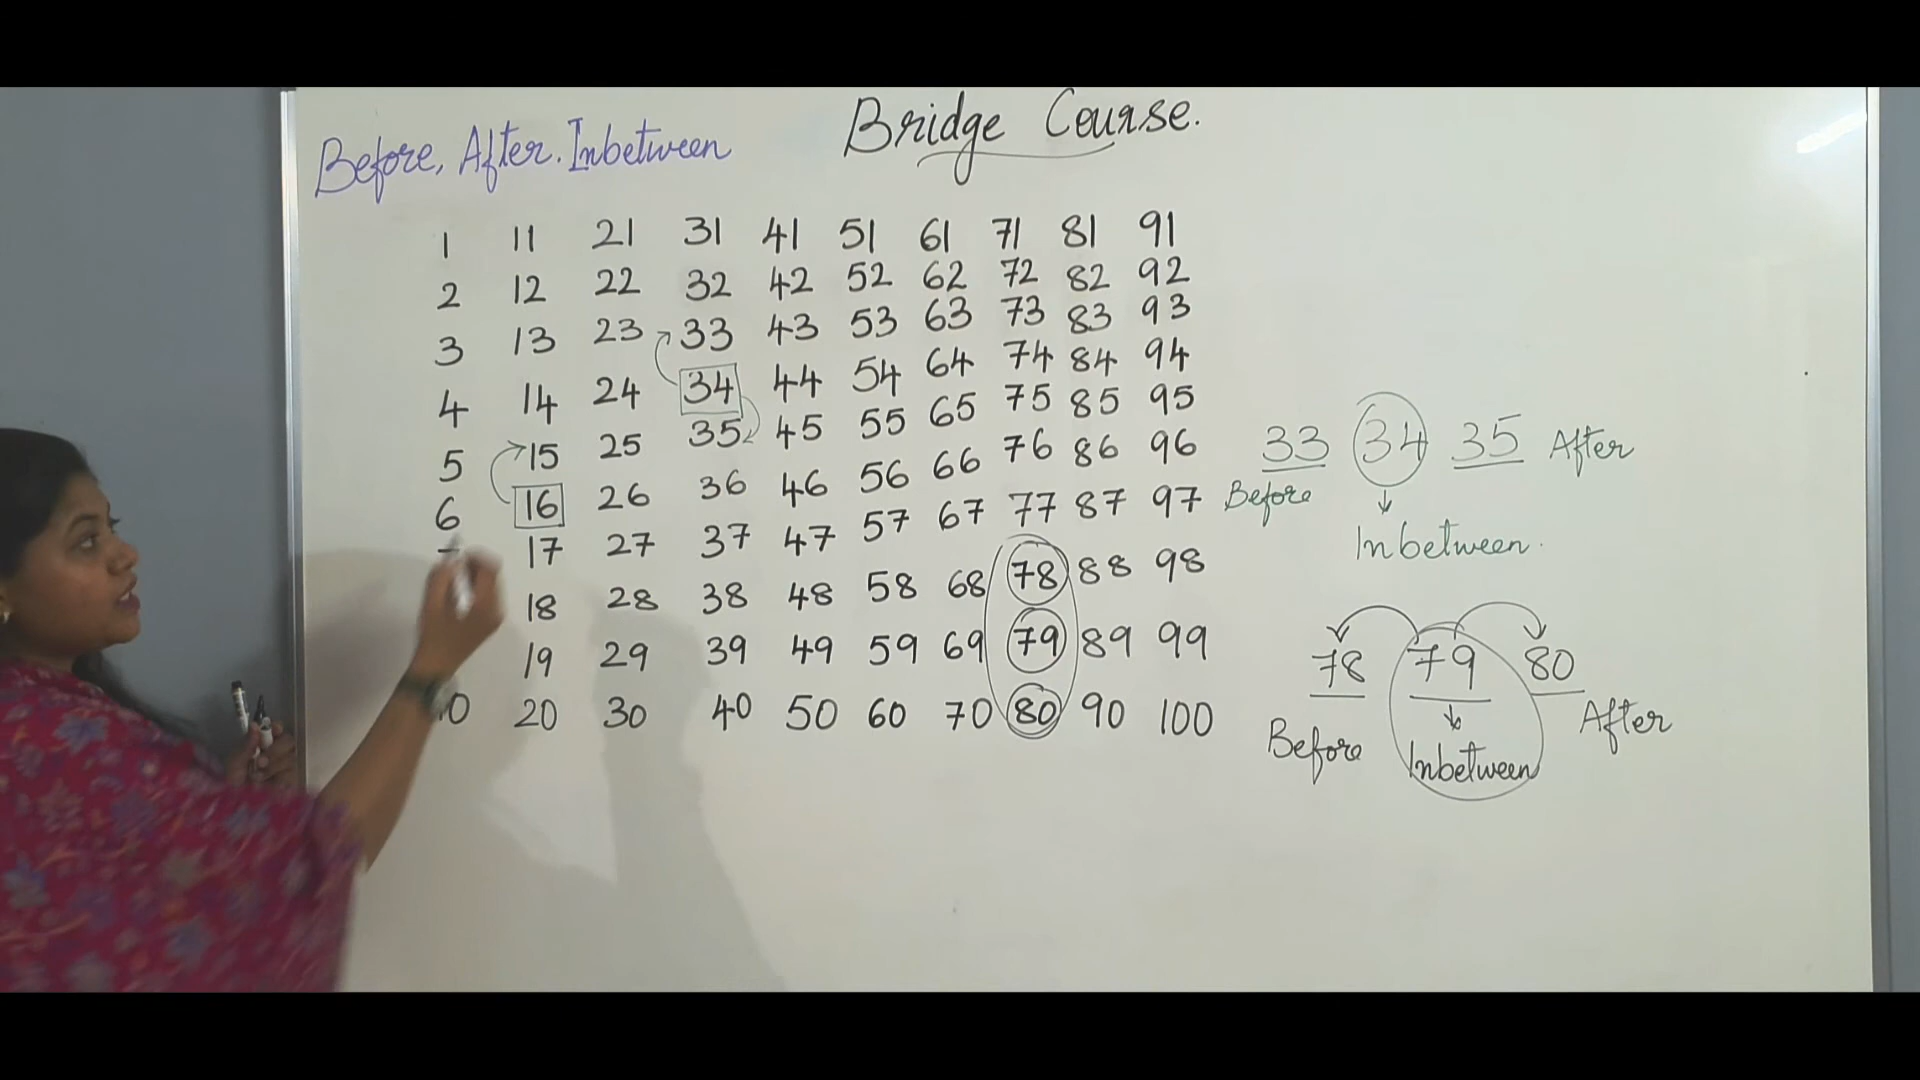 Bridge Course.
Before, After. Inbetween
1 11 21 31 41 51 61 71 81 91
2 12 22 32 42 52 62 72 82 92
3 13 23 33 43 53 63 73 83 93
4 14 24 34 44 54 64 74 84 94
5 15 25 35 45 55 65 75 85 95
6 16 26 36 46 56 66 76 86 96
17 27 37 47 57 67 77 87 97
18 28 38 48 58 68 78 88 98
19 29 39 49 59 69 79 89 99
0 20 30 40 50 60 70 80 90 100
33 34 35 After
Before
Inbetween.
78 79 80
Before Inbetween After